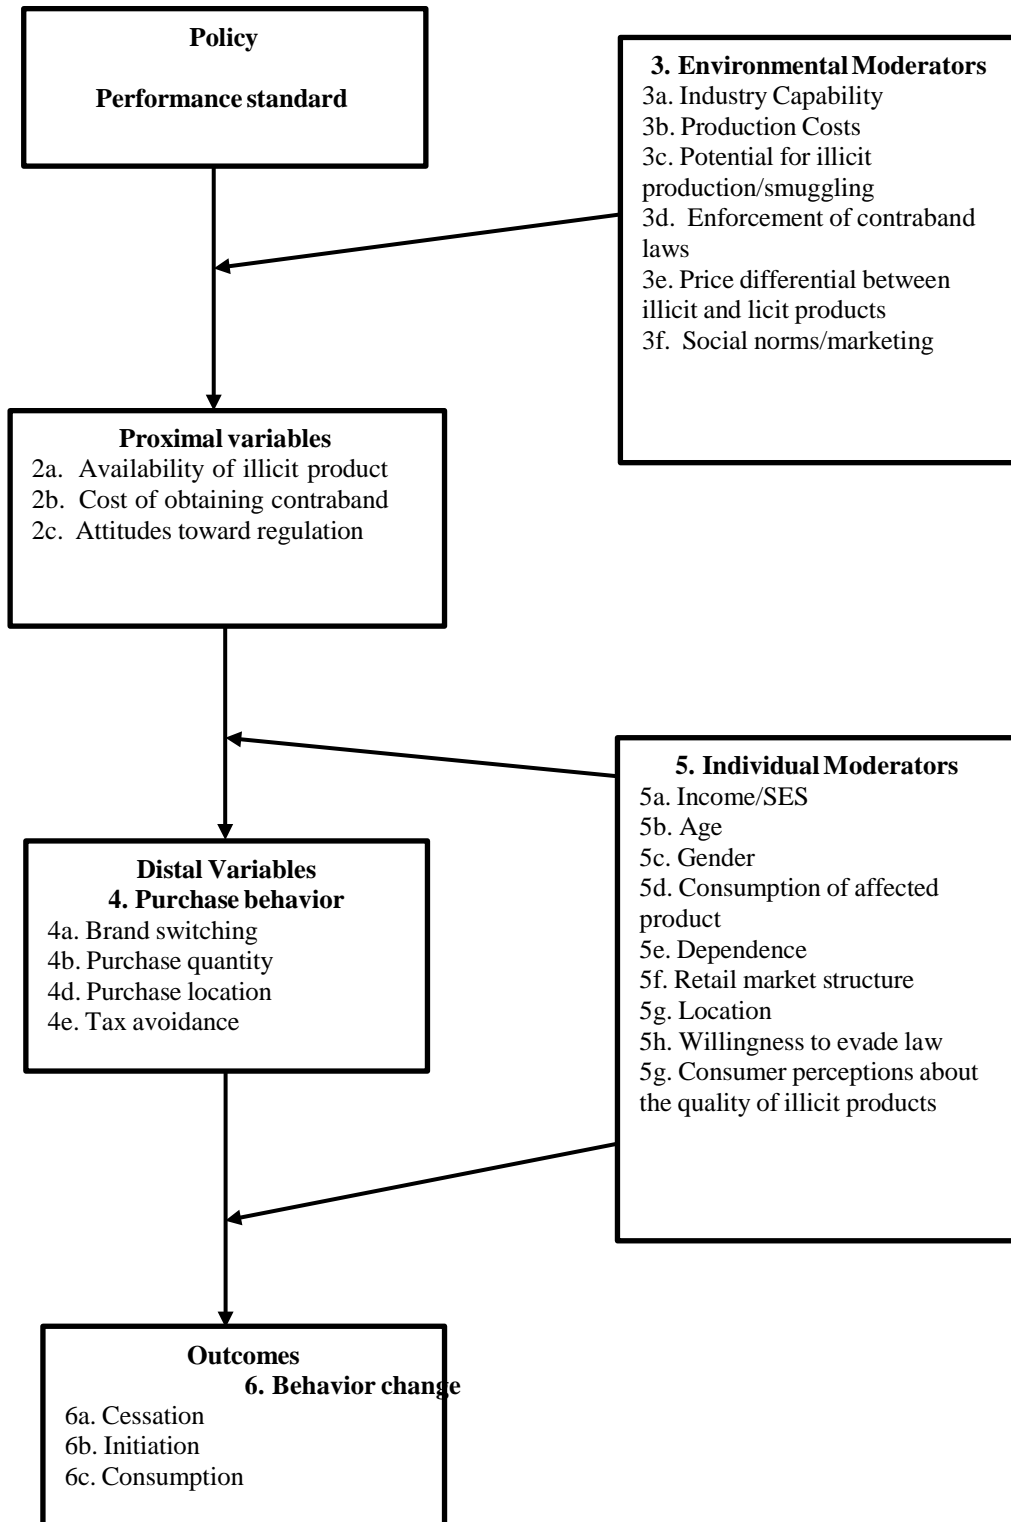 Policy
Performance standard
3. Environmental Moderators
3a. Industry Capability
3b. Production Costs
3c. Potential for illicit
production/smuggling
3d. Enforcement of contraband
laws
3e. Price differential between
illicit and licit products
3f. Social norms/marketing
Proximal variables
2a. Availability of illicit product
2b. Cost of obtaining contraband
2c. Attitudes toward regulation
5. Individual Moderators
5a. Income/SES
5b. Age
5c. Gender
5d. Consumption of affected
product
5e. Dependence
5f. Retail market structure
5g. Location
5h. Willingness to evade law
5g. Consumer perceptions about
the quality of illicit products
Distal Variables
4. Purchase behavior
4a. Brand switching
4b. Purchase quantity
4d. Purchase location
4e. Tax avoidance
Outcomes
6. Behavior change
6a. Cessation
6b. Initiation
6c. Consumption